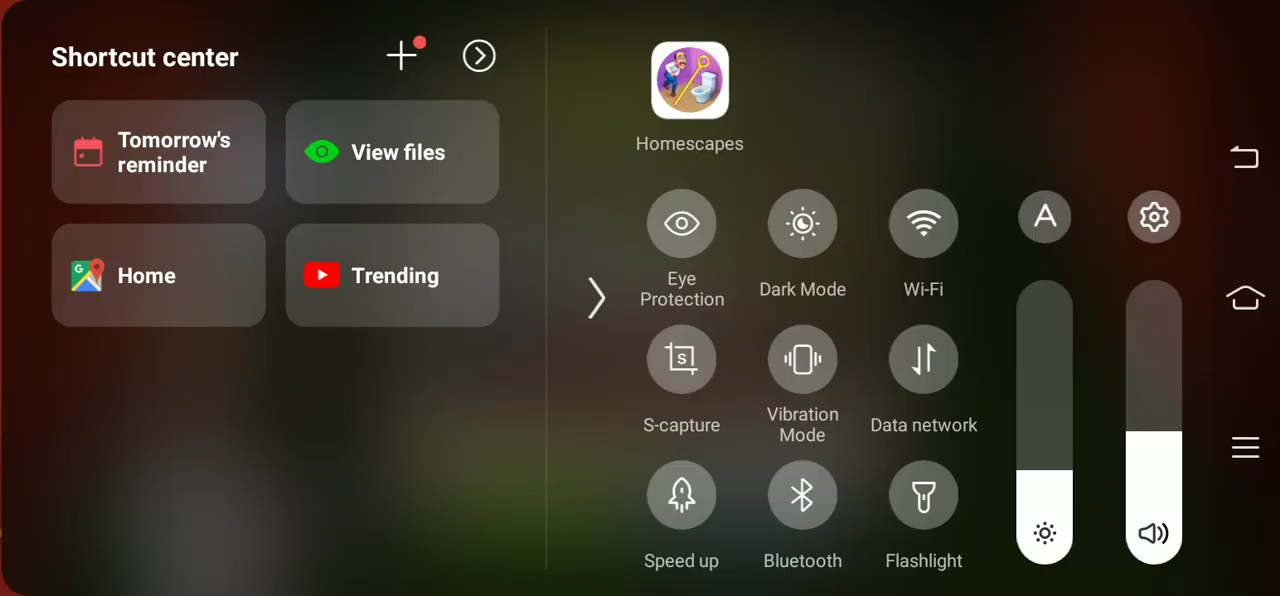 Shortcut center
Tomorrow's
reminder
View files
Home
Trending
Homescapes
Eye
Protection
Dark Mode
Wi-Fi
A
S
S-capture
Vibration
Mode
Data network
Speed up
Bluetooth
Flashlight
G